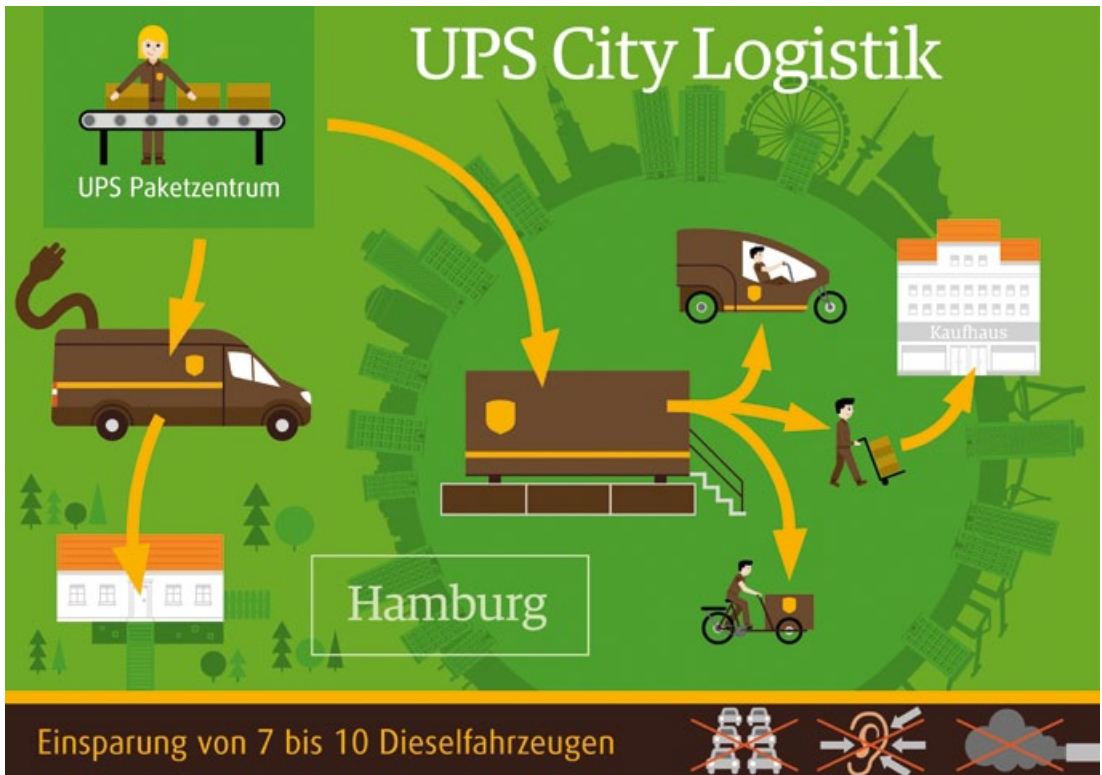 UPS City Logistik
UPS Paketzentrum
Kaufhaus
Hamburg
Einsparung von 7 bis 10 Dieselfahrzeugen